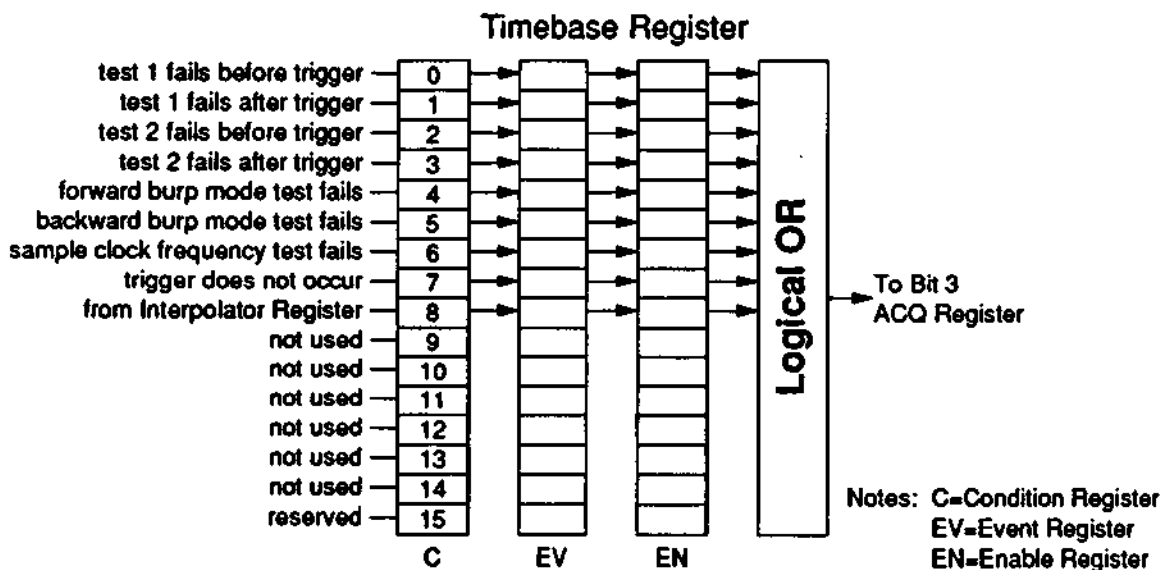 Timebase Register
test 1 fails before trigger 0
test 1 fails after trigger 1
test 2 fails before trigger 2
test 2 fails after trigger 3
forward burp mode test fails 4
backward burp mode test fails 5
sample clock frequency test fails 6
trigger does not occur 7
from Interpolator Register 8
not used 9
not used 10
not used 11
not used 12
not used 13
not used 14
reserved 15
C EV EN
Logical OR
To Bit 3
ACQ Register
Notes: C=Condition Register
EV=Event Register
EN=Enable Register